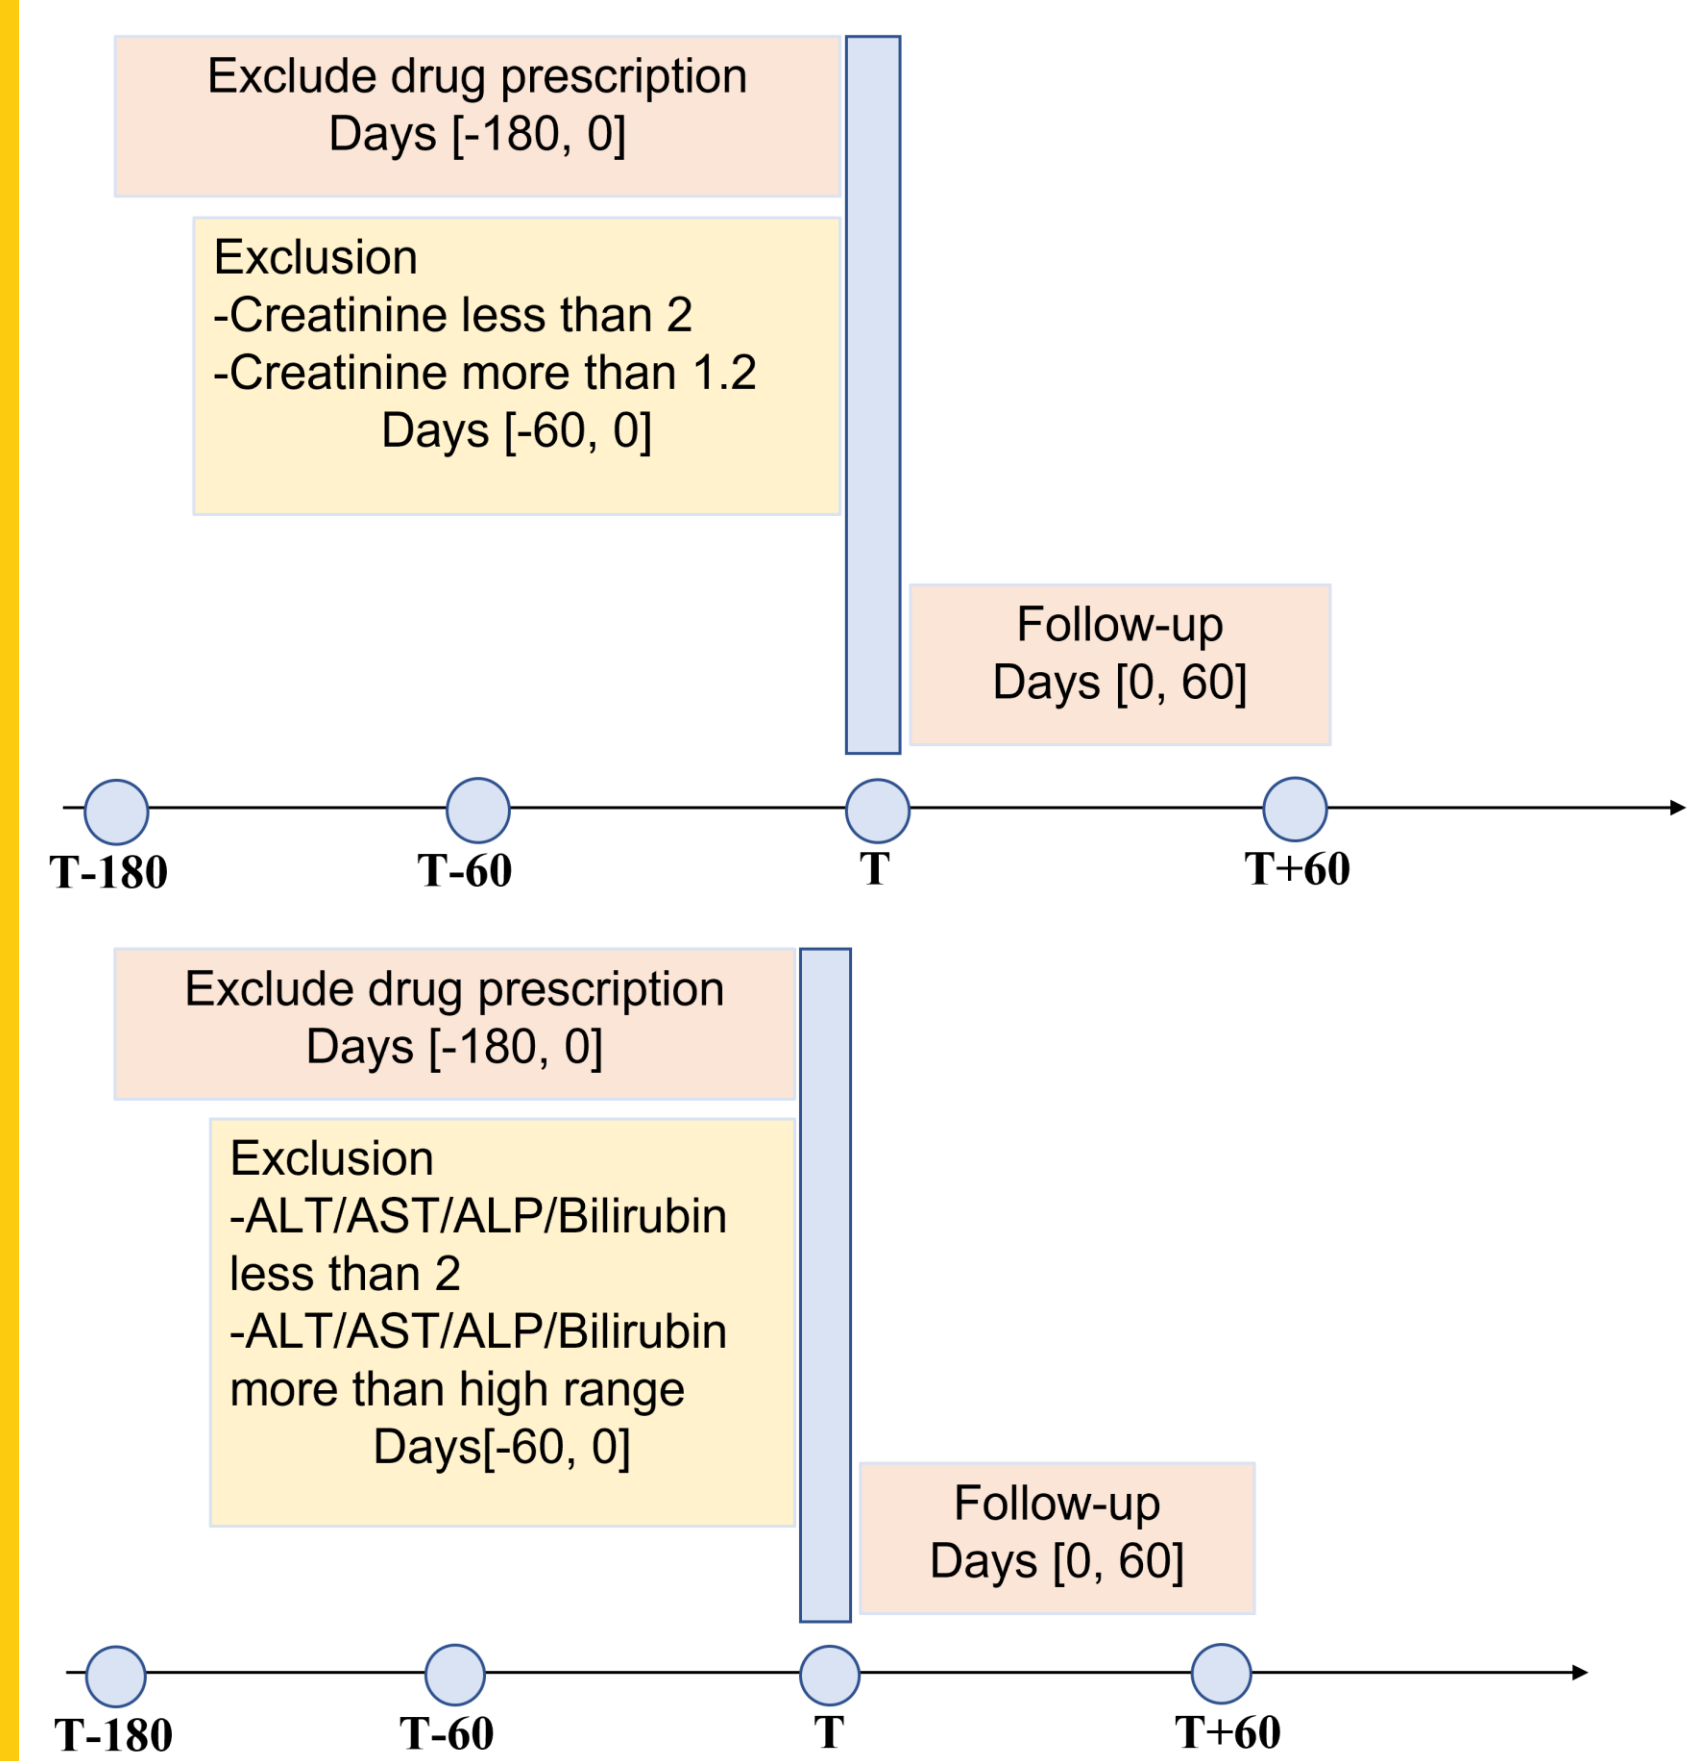 Exclude drug prescription
Days [-180, 0]
Exclusion
-Creatinine less than 2
-Creatinine more than 1.2
Days [-60, 0]
Follow-up
Days [0, 60]
T-180
T-60
T
T+60
Exclude drug prescription
Days [-180, 0]
Exclusion
-ALT/AST/ALP/Bilirubin
less than 2
-ALT/AST/ALP/Bilirubin
more than high range
Days[-60, 0]
Follow-up
Days [0, 60]
T-180
T-60
T
T+60